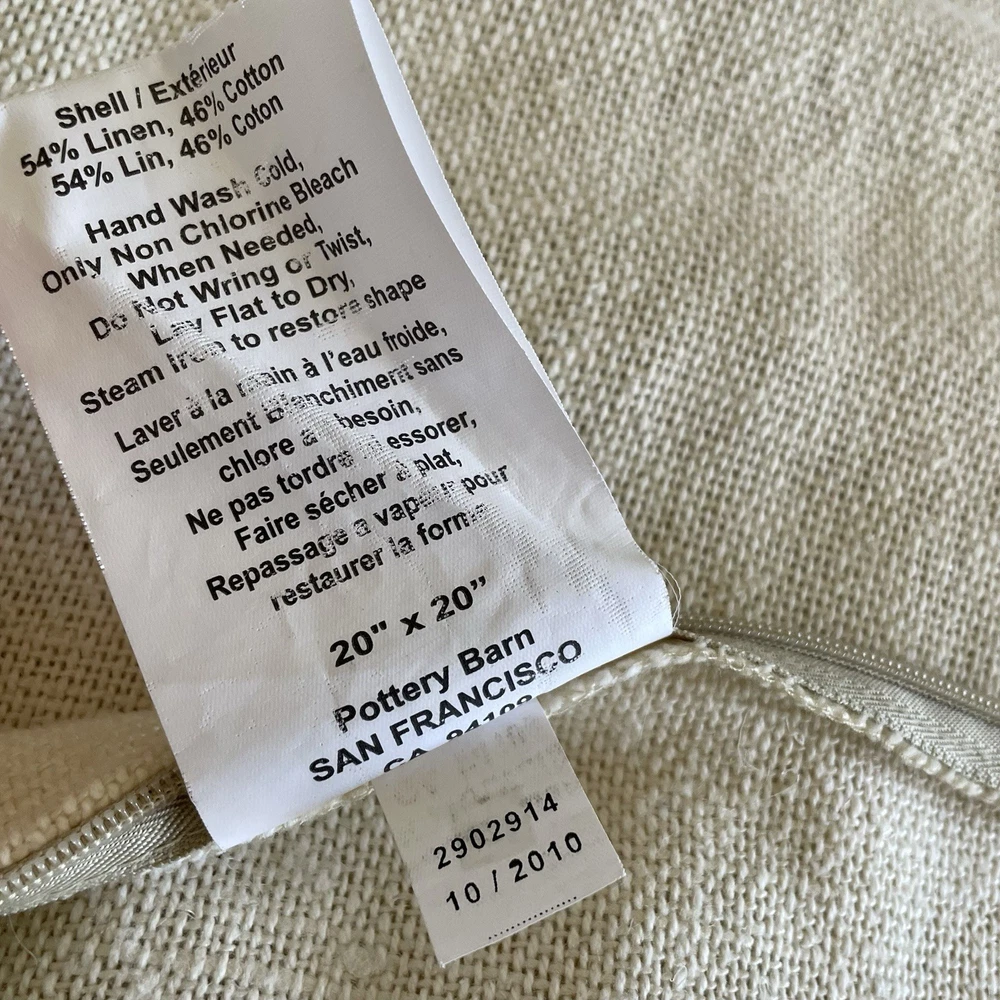 Shell / Extérieur
54% Linen, 46% Cotton
54% Lin, 46% Coton
Hand Wash Cold,
Only Non Chlorine Bleach
When Needed,
Do Not Wring or Twist,
Lay Flat to Dry,
Steam Iron to restore shape
Laver à la main à l'eau froide,
Seulement Blanchiment sans
chlore a besoin,
Ne pas tordre ni essorer,
Faire sécher à plat,
Repassage a vapeur pour
restaurer la forme
20" x 20”
Pottery Barn
SAN FRANCISCO
CA
2902914
10 / 2010